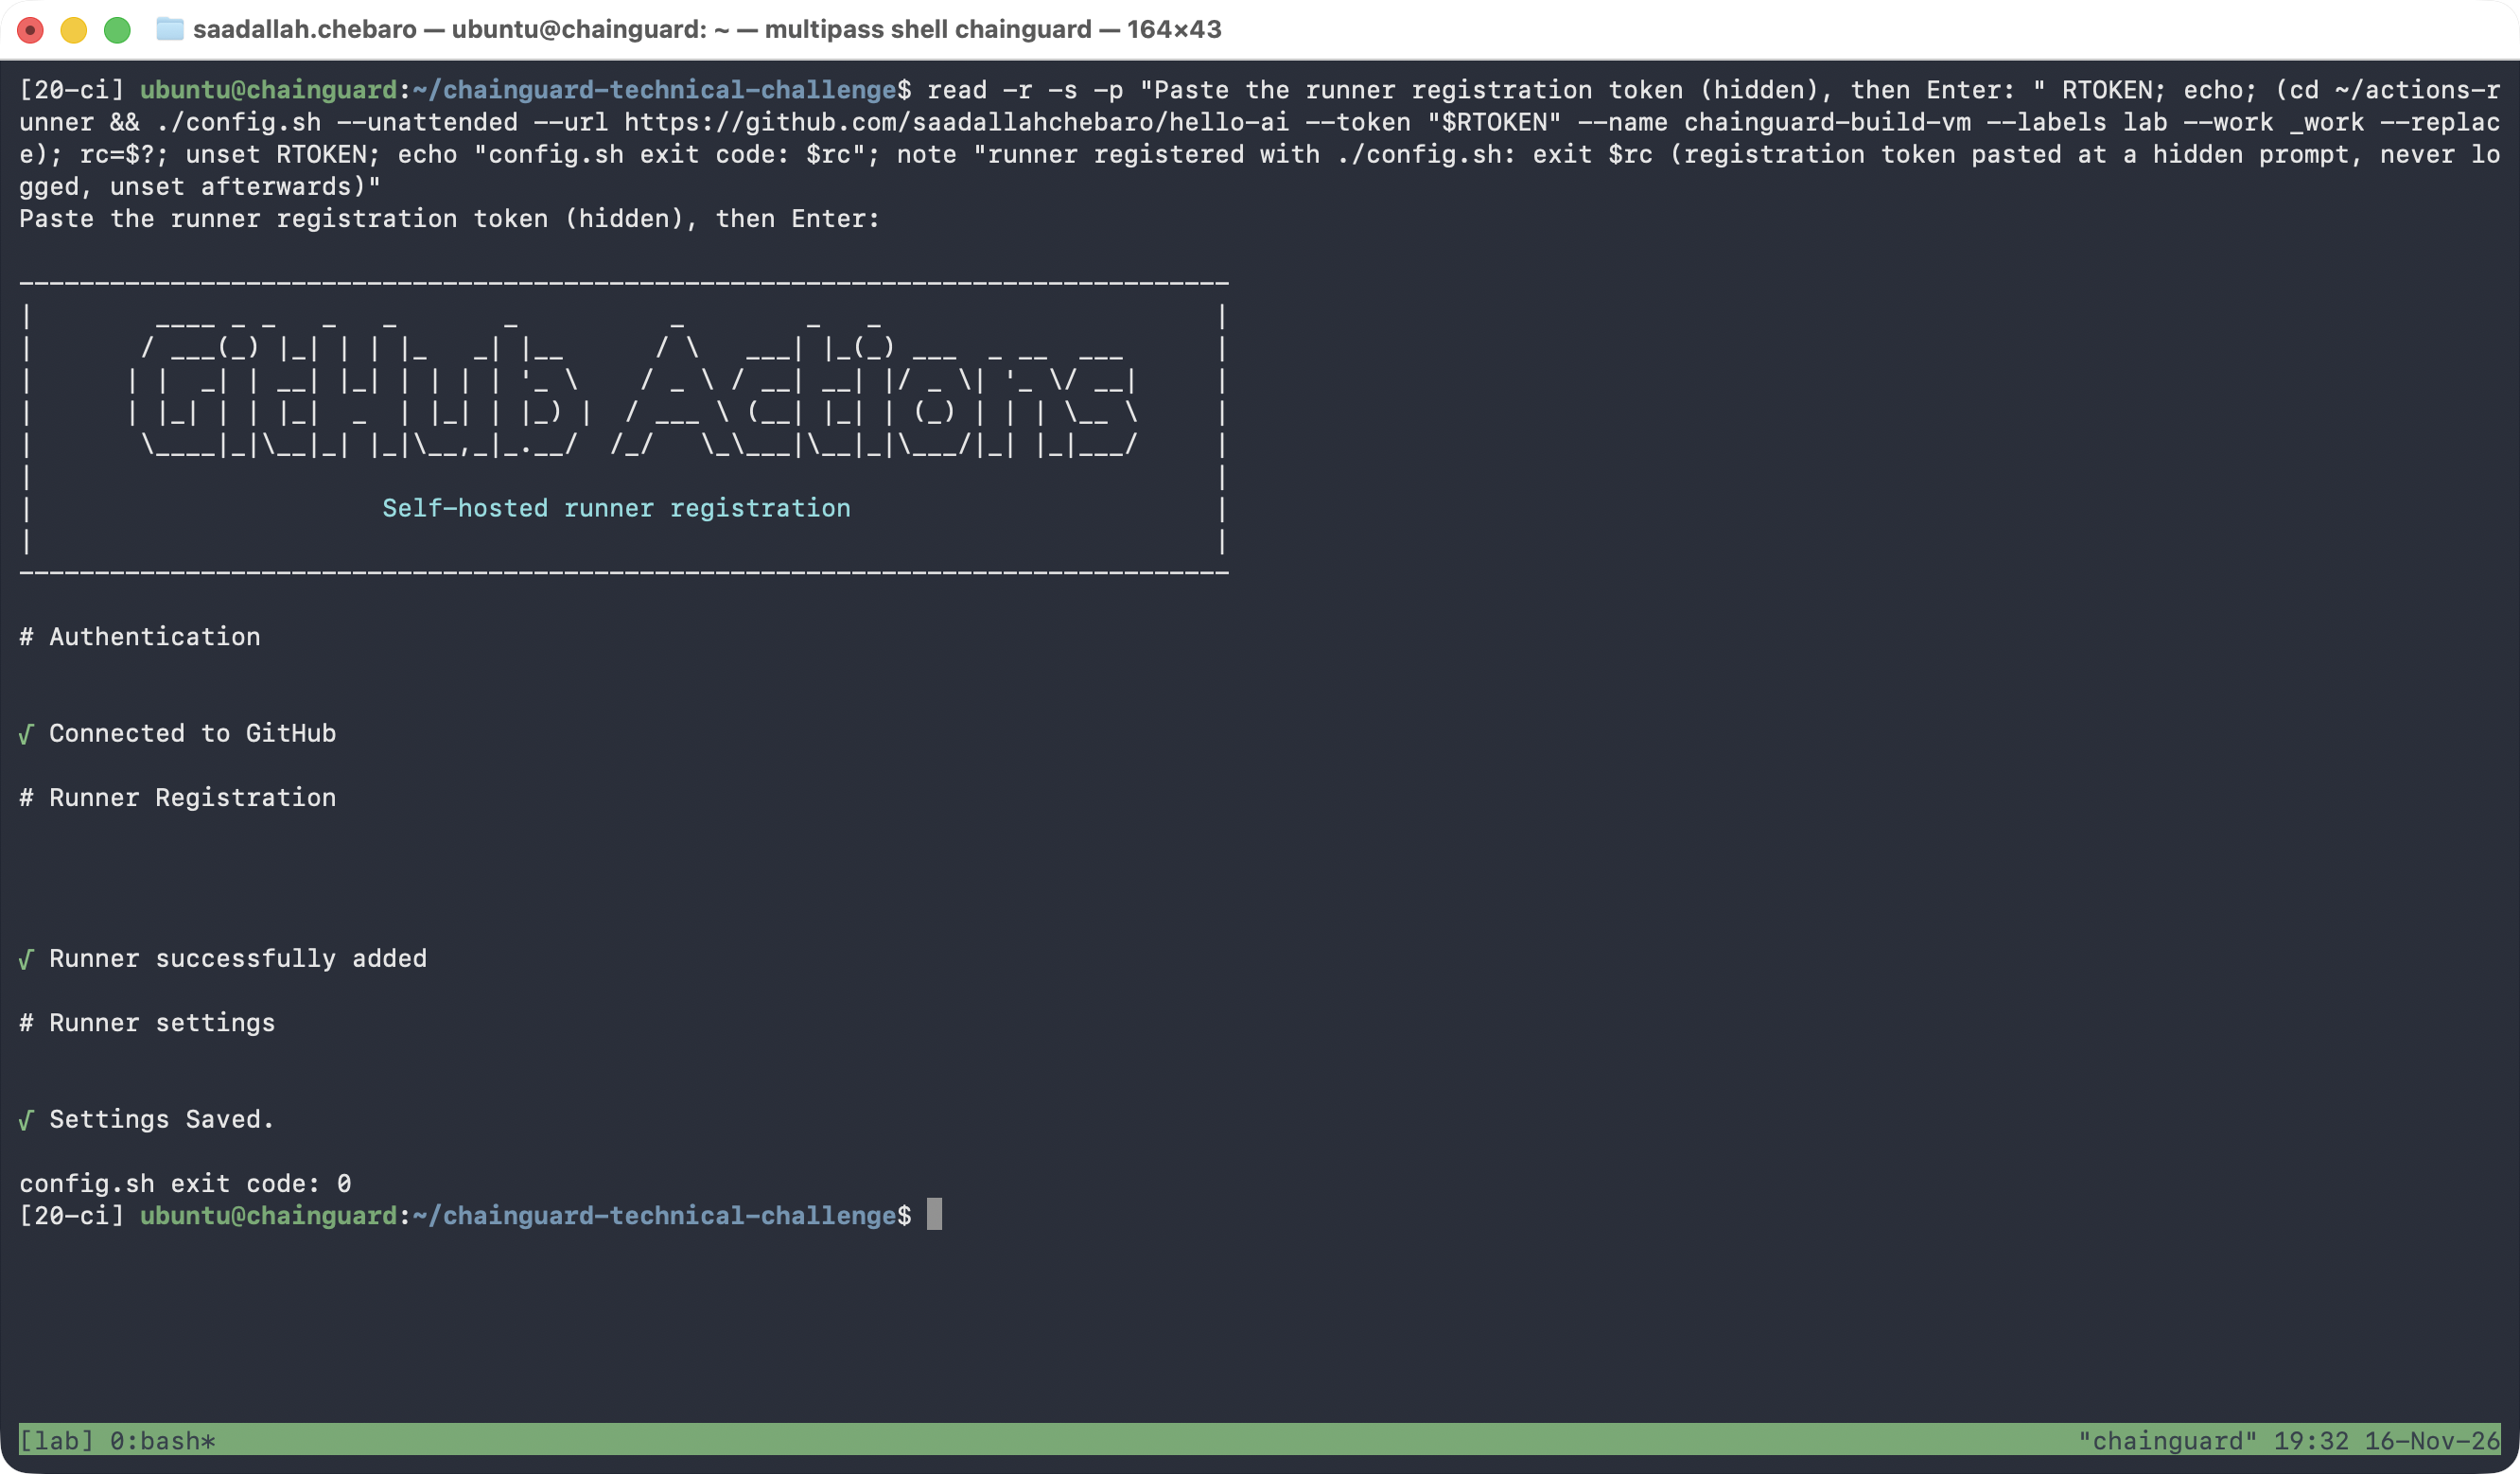 saadallah.chebaro — ubuntu@chainguard: ~ — multipass shell chainguard — 164×43
[20-ci] ubuntu@chainguard:~/chainguard-technical-challenge$ read -r -s -p "Paste the runner registration token (hidden), then Enter: " RTOKEN; echo; (cd ~/actions-r
unner && ./config.sh --unattended --url https://github.com/saadallahchebaro/hello-ai --token "$RTOKEN" --name chainguard-build-vm --labels lab --work _work --replac
e); rc=$?; unset RTOKEN; echo "config.sh exit code: $rc"; note "runner registered with ./config.sh: exit $rc (registration token pasted at a hidden prompt, never lo
gged, unset afterwards)"
Paste the runner registration token (hidden), then Enter:
GitHub Actions
Self-hosted runner registration
# Authentication
√ Connected to GitHub
# Runner Registration
√ Runner successfully added
# Runner settings
√ Settings Saved.
config.sh exit code: 0
[20-ci] ubuntu@chainguard:~/chainguard-technical-challenge$
[lab] 0:bash* "chainguard" 19:32 16-Nov-26